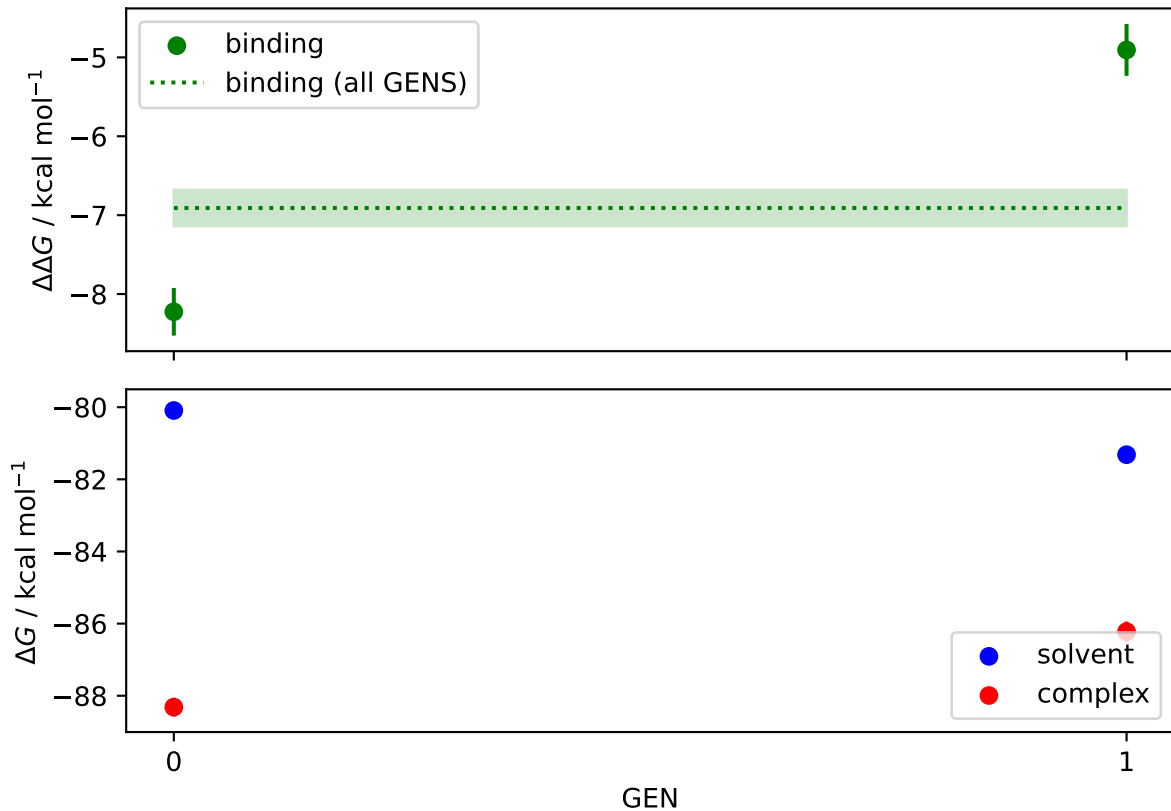 binding
binding (all GENS)
ΔΔG / kcal mol⁻¹
−5
−6
−7
−8
ΔG / kcal mol⁻¹
−80
−82
−84
−86
−88
solvent
complex
0
1
GEN